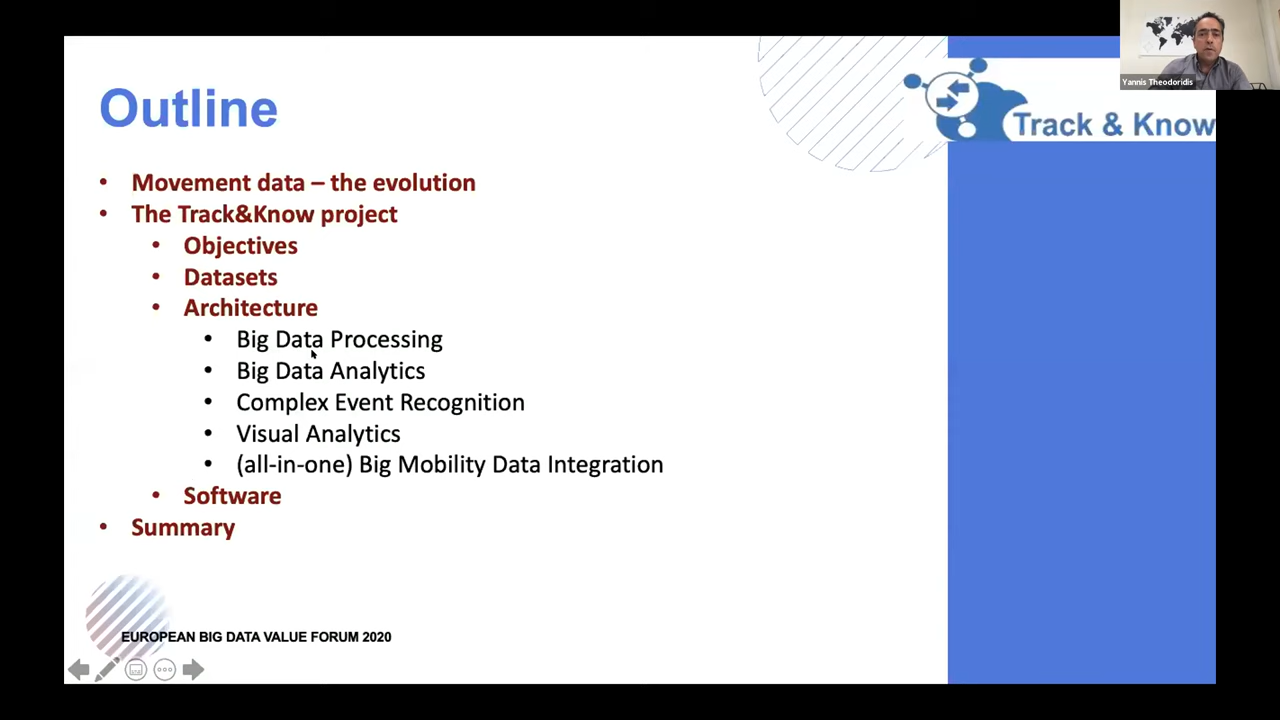 Yannis Theodoridis
Outline
Track & Know
• Movement data – the evolution
• The Track&Know project
• Objectives
• Datasets
• Architecture
• Big Data Processing
• Big Data Analytics
• Complex Event Recognition
• Visual Analytics
• (all-in-one) Big Mobility Data Integration
• Software
• Summary
EUROPEAN BIG DATA VALUE FORUM 2020